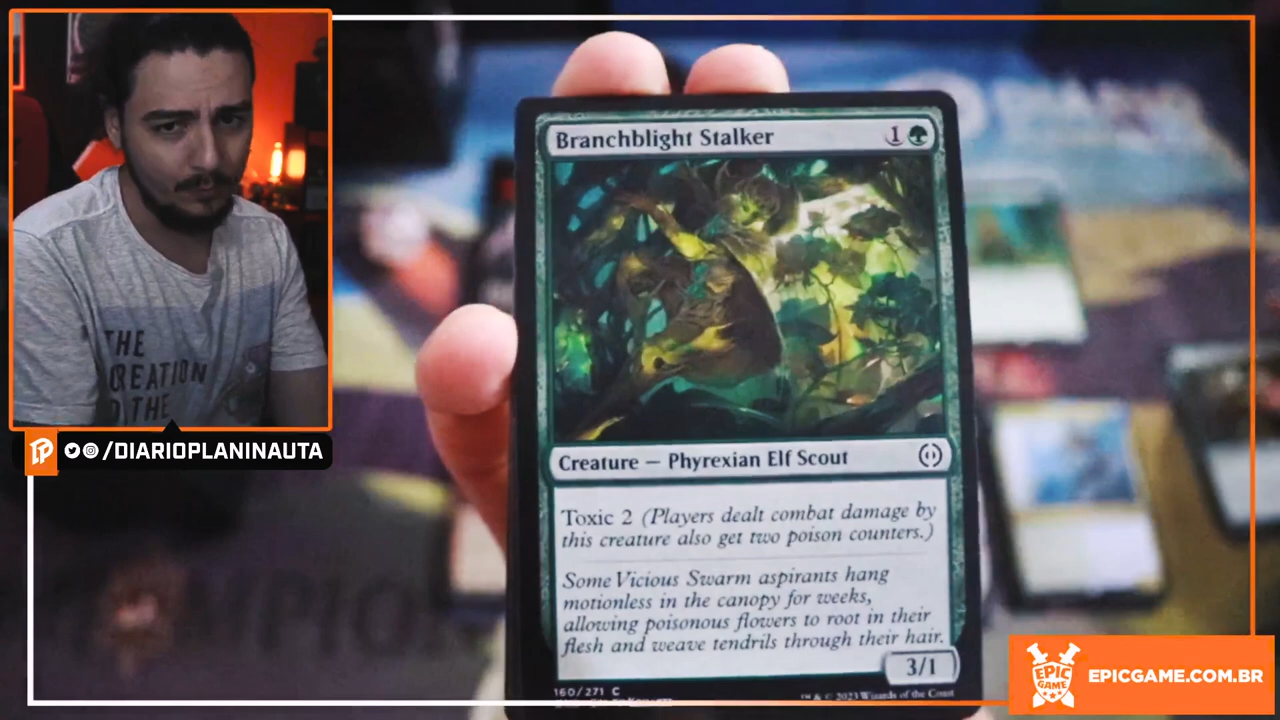 THE
CREATION
/DIARIOPLANINAUTA
Branchblight Stalker
1
Creature — Phyrexian Elf Scout
Toxic 2 (Players dealt combat damage by
this creature also get two poison counters.)
Some Vicious Swarm aspirants hang
motionless in the canopy for weeks,
allowing poisonous flowers to root in their
flesh and weave tendrils through their hair.
3/1
160/271 C
™ & © 2023 Wizards of the Coast
EPIC
GAME
EPICGAME.COM.BR